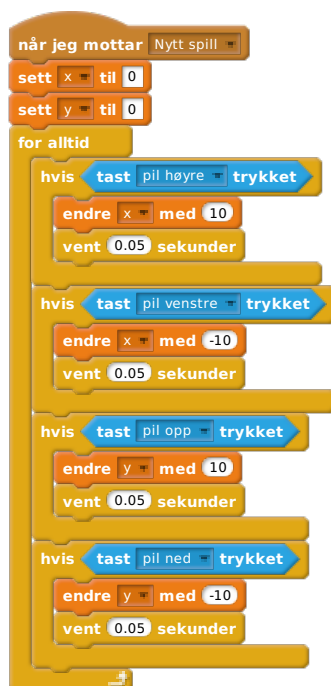 når jeg mottar Nytt spill
sett x til 0
sett y til 0
for alltid
hvis tast pil høyre trykket
endre x med 10
vent 0.05 sekunder
hvis tast pil venstre trykket
endre x med -10
vent 0.05 sekunder
hvis tast pil opp trykket
endre y med 10
vent 0.05 sekunder
hvis tast pil ned trykket
endre y med -10
vent 0.05 sekunder